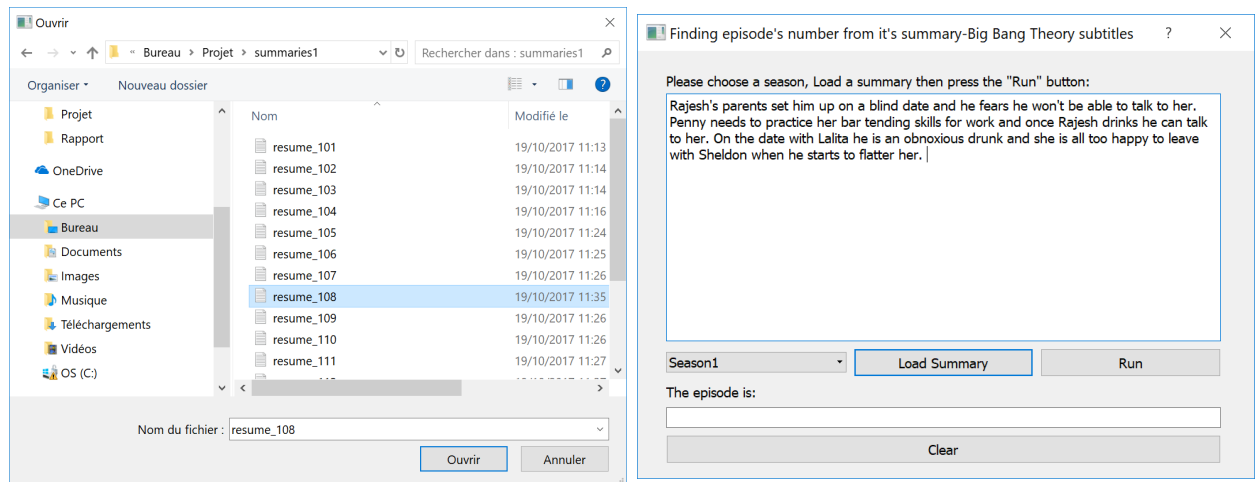 Ouvrir
« Bureau > Projet > summaries1
Rechercher dans : summaries1
Organiser
Nouveau dossier
Projet
Rapport
OneDrive
Ce PC
Bureau
Documents
Images
Musique
Téléchargements
Vidéos
OS (C:)
Nom
Modifié le
resume_101 19/10/2017 11:13
resume_102 19/10/2017 11:14
resume_103 19/10/2017 11:14
resume_104 19/10/2017 11:16
resume_105 19/10/2017 11:24
resume_106 19/10/2017 11:25
resume_107 19/10/2017 11:26
resume_108 19/10/2017 11:35
resume_109 19/10/2017 11:26
resume_110 19/10/2017 11:26
resume_111 19/10/2017 11:27
Nom du fichier : resume_108
Ouvrir
Annuler
Finding episode's number from it's summary-Big Bang Theory subtitles
?
Please choose a season, Load a summary then press the "Run" button:
Rajesh's parents set him up on a blind date and he fears he won't be able to talk to her.
Penny needs to practice her bar tending skills for work and once Rajesh drinks he can talk
to her. On the date with Lalita he is an obnoxious drunk and she is all too happy to leave
with Sheldon when he starts to flatter her.
Season1
Load Summary
Run
The episode is:
Clear